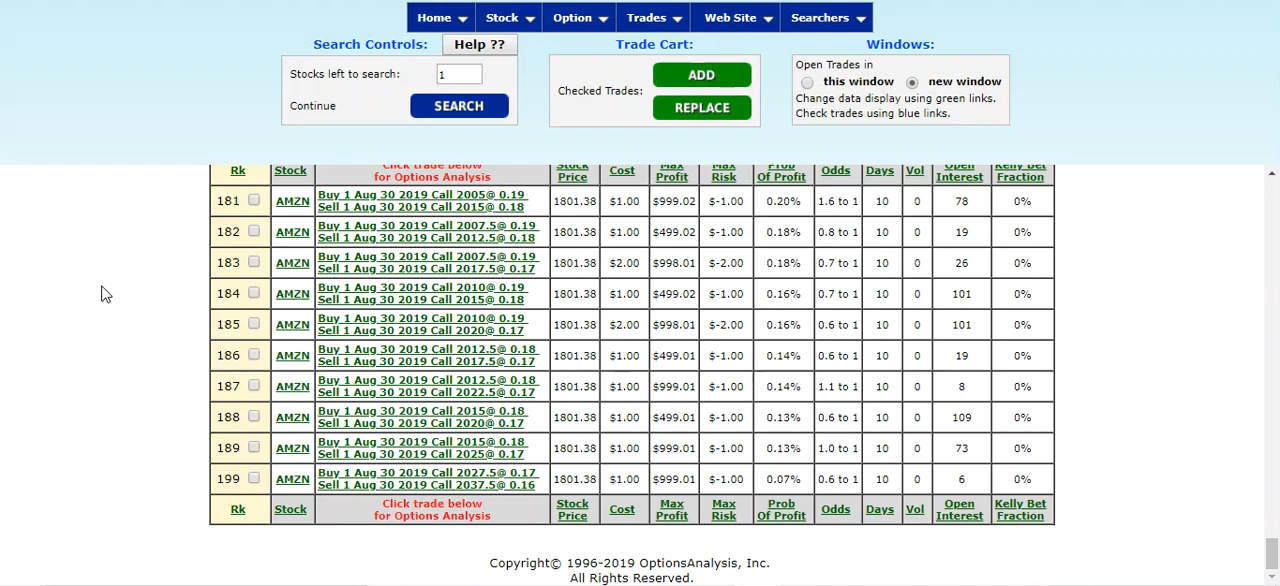 Home Stock Option Trades Web Site Searchers
Search Controls: Help ?? Trade Cart: Windows:
Stocks left to search: 1
Continue SEARCH
Checked Trades: ADD
REPLACE
Open Trades in
this window new window
Change data display using green links.
Check trades using blue links.
Rk Stock Click trade below for Options Analysis Stock Price Cost Max Profit Max Risk Prob Of Profit Odds Days Vol Open Interest Kelly Bet Fraction
181 AMZN Buy 1 Aug 30 2019 Call 2005@ 0.19 1801.38 $1.00 $999.02 $-1.00 0.20% 1.6 to 1 10 0 78 0%
Sell 1 Aug 30 2019 Call 2015@ 0.18
182 AMZN Buy 1 Aug 30 2019 Call 2007.5@ 0.19 1801.38 $1.00 $499.02 $-1.00 0.18% 0.8 to 1 10 0 19 0%
Sell 1 Aug 30 2019 Call 2012.5@ 0.18
183 AMZN Buy 1 Aug 30 2019 Call 2007.5@ 0.19 1801.38 $2.00 $998.01 $-2.00 0.18% 0.7 to 1 10 0 26 0%
Sell 1 Aug 30 2019 Call 2017.5@ 0.17
184 AMZN Buy 1 Aug 30 2019 Call 2010@ 0.19 1801.38 $1.00 $499.02 $-1.00 0.16% 0.7 to 1 10 0 101 0%
Sell 1 Aug 30 2019 Call 2015@ 0.18
185 AMZN Buy 1 Aug 30 2019 Call 2010@ 0.19 1801.38 $2.00 $998.01 $-2.00 0.16% 0.6 to 1 10 0 101 0%
Sell 1 Aug 30 2019 Call 2020@ 0.17
186 AMZN Buy 1 Aug 30 2019 Call 2012.5@ 0.18 1801.38 $1.00 $499.01 $-1.00 0.14% 0.6 to 1 10 0 19 0%
Sell 1 Aug 30 2019 Call 2017.5@ 0.17
187 AMZN Buy 1 Aug 30 2019 Call 2012.5@ 0.18 1801.38 $1.00 $999.01 $-1.00 0.14% 1.1 to 1 10 0 8 0%
Sell 1 Aug 30 2019 Call 2022.5@ 0.17
188 AMZN Buy 1 Aug 30 2019 Call 2015@ 0.18 1801.38 $1.00 $499.01 $-1.00 0.13% 0.6 to 1 10 0 109 0%
Sell 1 Aug 30 2019 Call 2020@ 0.17
189 AMZN Buy 1 Aug 30 2019 Call 2015@ 0.18 1801.38 $1.00 $999.01 $-1.00 0.13% 1.0 to 1 10 0 73 0%
Sell 1 Aug 30 2019 Call 2025@ 0.17
199 AMZN Buy 1 Aug 30 2019 Call 2027.5@ 0.17 1801.38 $1.00 $999.01 $-1.00 0.07% 0.6 to 1 10 0 6 0%
Sell 1 Aug 30 2019 Call 2037.5@ 0.16
Rk Stock Click trade below for Options Analysis Stock Price Cost Max Profit Max Risk Prob Of Profit Odds Days Vol Open Interest Kelly Bet Fraction
Copyright© 1996-2019 OptionsAnalysis, Inc.
All Rights Reserved.